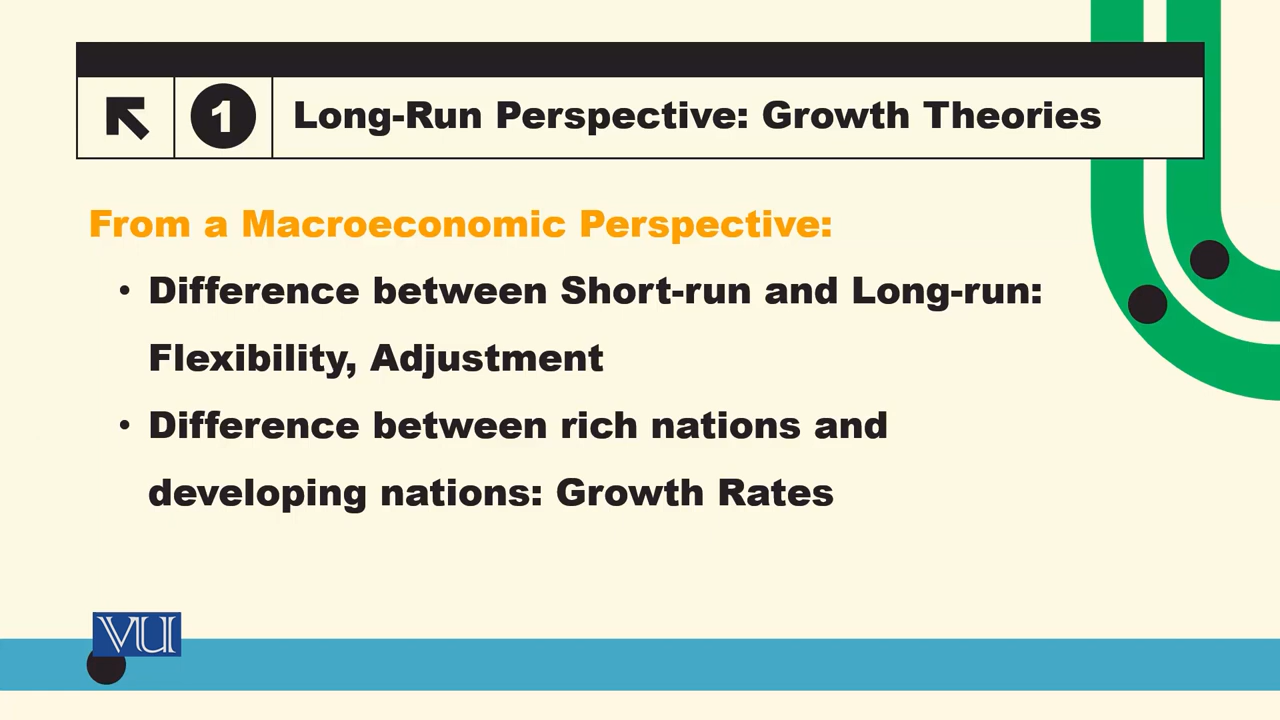 1 Long-Run Perspective: Growth Theories
From a Macroeconomic Perspective:
• Difference between Short-run and Long-run:
Flexibility, Adjustment
• Difference between rich nations and
developing nations: Growth Rates
VU